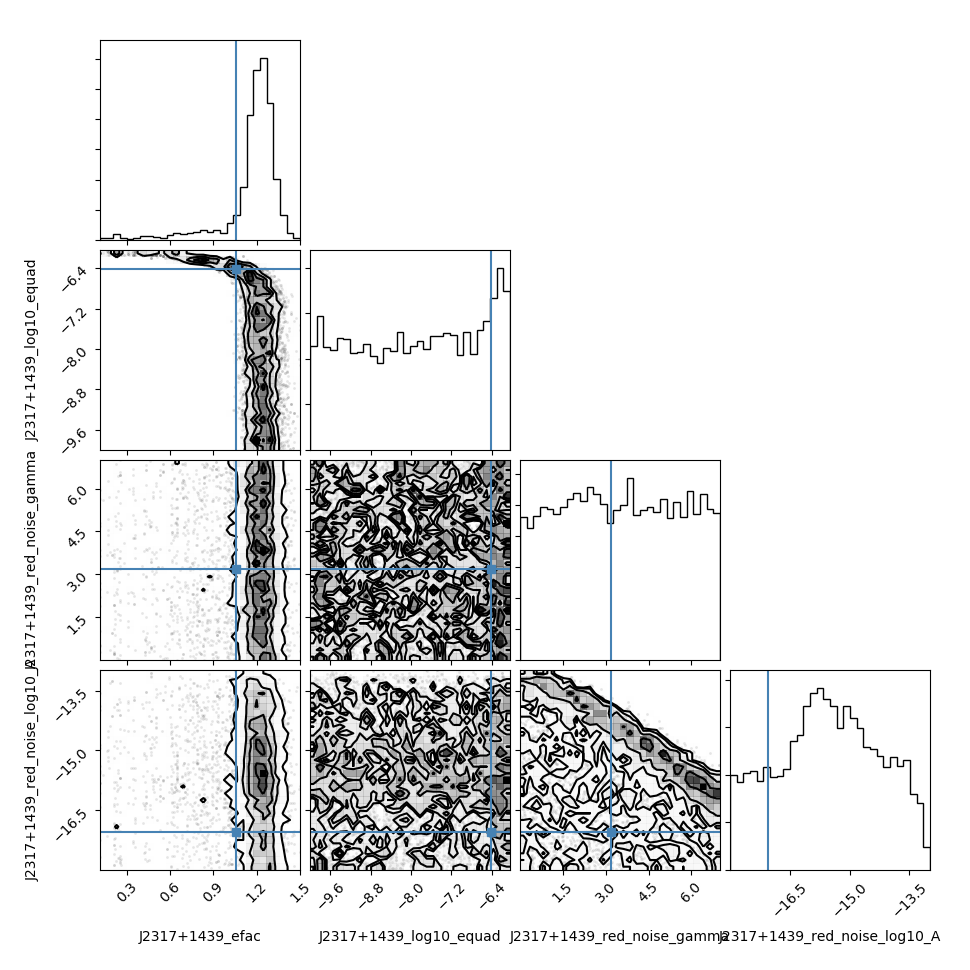 J2317+1439_log10_equad
−6.4
−7.2
−8.0
−8.8
−9.6
J2317+1439_red_noise_gamma
6.0
4.5
3.0
1.5
J2317+1439_red_noise_log10_A
−13.5
−15.0
−16.5
0.3 0.6 0.9 1.2 1.5
−9.6 −8.8 −8.0 −7.2 −6.4
1.5 3.0 4.5 6.0
−16.5 −15.0 −13.5
J2317+1439_efac J2317+1439_log10_equad J2317+1439_red_noise_gamma J2317+1439_red_noise_log10_A